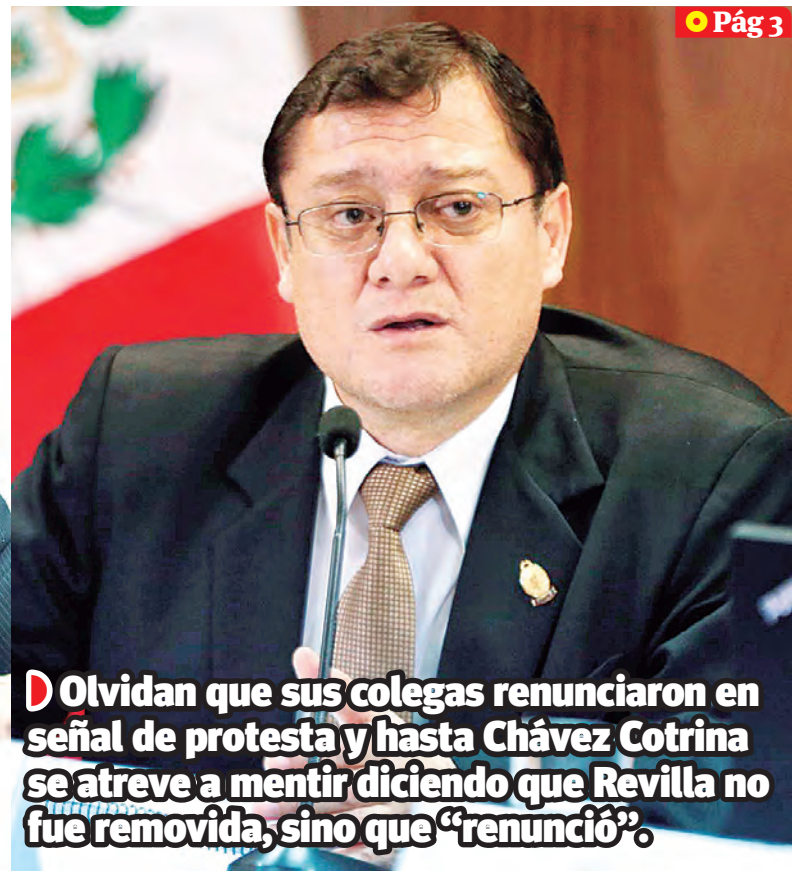 Pág 3
Olvidan que sus colegas renunciaron en
señal de protesta y hasta Chávez Cotrina
se atreve a mentir diciendo que Revilla no
fue removida, sino que “renunció”.